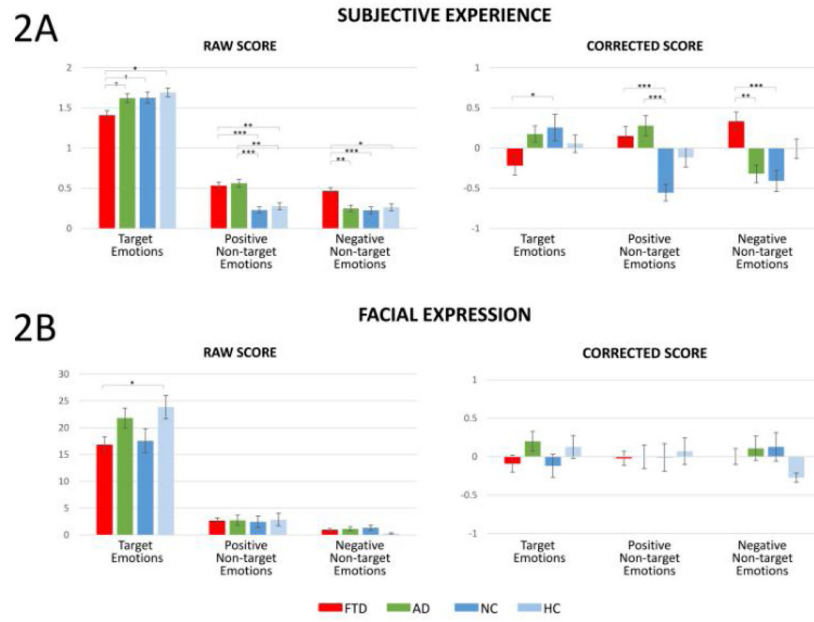 2A
SUBJECTIVE EXPERIENCE
RAW SCORE
CORRECTED SCORE
2
1.5
1
0.5
0
*
†
†
**
***
**
***
*
***
**
Target
Emotions
Positive
Non-target
Emotions
Negative
Non-target
Emotions
1
0.5
0
-0.5
-1
*
***
***
***
**
Target
Emotions
Positive
Non-target
Emotions
Negative
Non-target
Emotions
2B
FACIAL EXPRESSION
RAW SCORE
CORRECTED SCORE
30
25
20
15
10
5
0
*
Target
Emotions
Positive
Non-target
Emotions
Negative
Non-target
Emotions
1
0.5
0
-0.5
-1
Target
Emotions
Positive
Non-target
Emotions
Negative
Non-target
Emotions
FTD AD NC HC